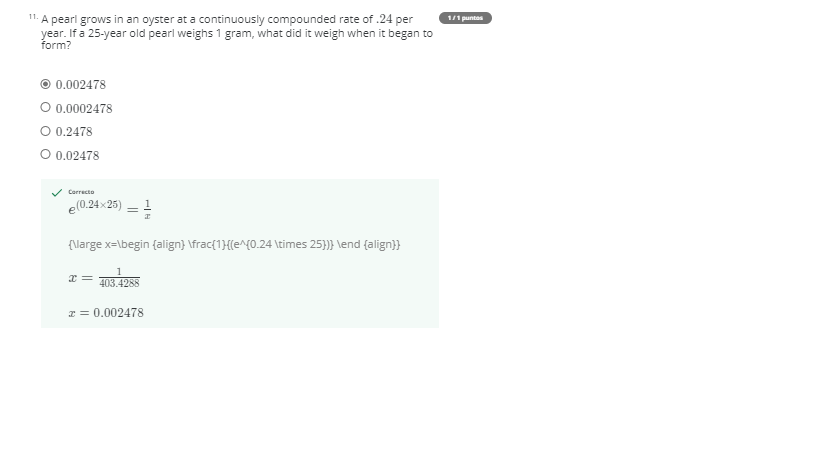 11. A pearl grows in an oyster at a continuously compounded rate of .24 per
1 / 1 puntos
year. If a 25-year old pearl weighs 1 gram, what did it weigh when it began to
form?
0.002478
0.0002478
0.2478
0.02478
Correcto
e^(0.24×25) = 1/x
{\large x=\begin {align} \frac{1}{(e^{0.24 \times 25})} \end {align}}
x = 1/403.4288
x = 0.002478